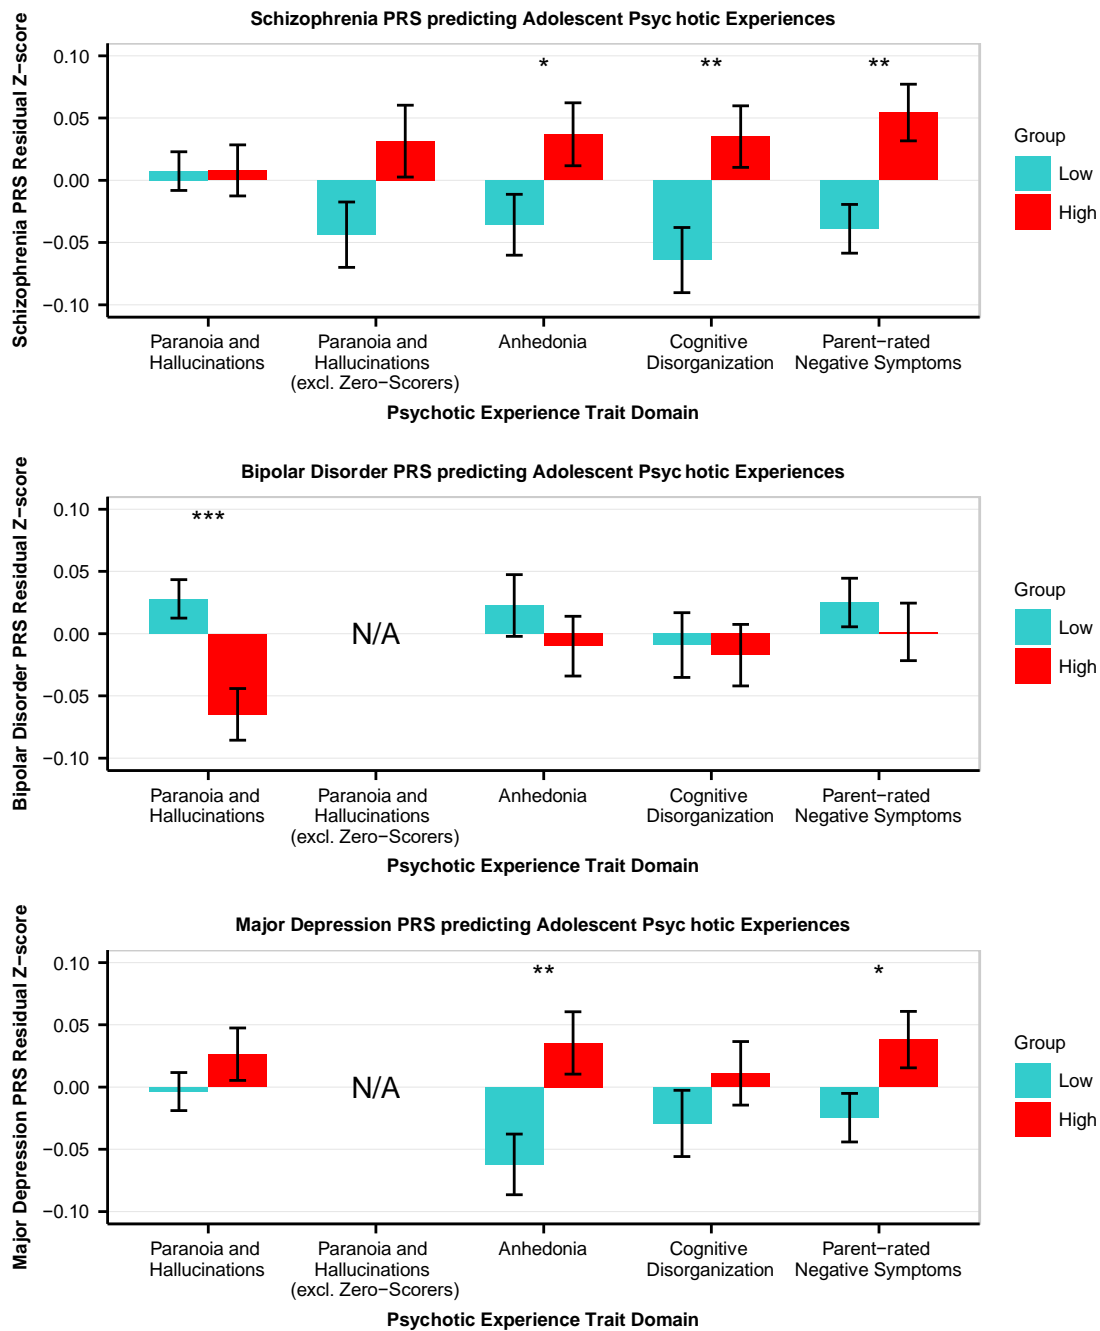 Schizophrenia PRS predicting Adolescent Psyc hotic Experiences
Schizophrenia PRS Residual Z−score
0.10
0.05
0.00
−0.05
−0.10
*
**
**
Paranoia and
Hallucinations
Paranoia and
Hallucinations
(excl. Zero−Scorers)
Anhedonia
Cognitive
Disorganization
Parent−rated
Negative Symptoms
Psychotic Experience Trait Domain
Group
Low
High
Bipolar Disorder PRS predicting Adolescent Psyc hotic Experiences
Bipolar Disorder PRS Residual Z−score
0.10
0.05
0.00
−0.05
−0.10
***
N/A
Paranoia and
Hallucinations
Paranoia and
Hallucinations
(excl. Zero−Scorers)
Anhedonia
Cognitive
Disorganization
Parent−rated
Negative Symptoms
Psychotic Experience Trait Domain
Group
Low
High
Major Depression PRS predicting Adolescent Psyc hotic Experiences
Major Depression PRS Residual Z−score
0.10
0.05
0.00
−0.05
−0.10
**
*
N/A
Paranoia and
Hallucinations
Paranoia and
Hallucinations
(excl. Zero−Scorers)
Anhedonia
Cognitive
Disorganization
Parent−rated
Negative Symptoms
Psychotic Experience Trait Domain
Group
Low
High